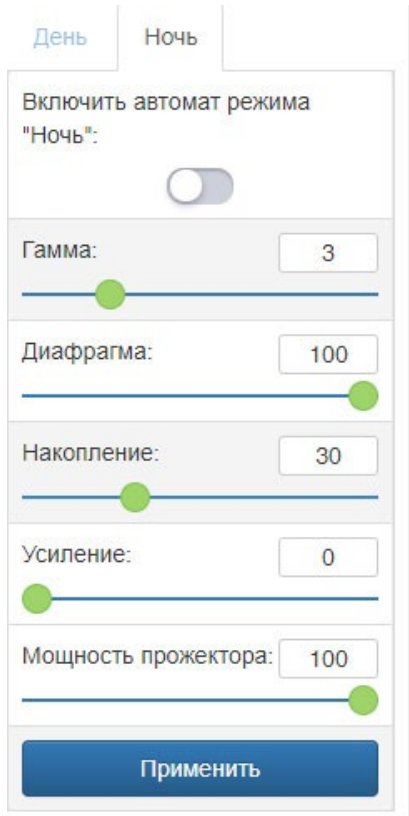 День Ночь
Включить автомат режима
"Ночь":
Гамма: 3
Диафрагма: 100
Накопление: 30
Усиление: 0
Мощность прожектора: 100
Применить